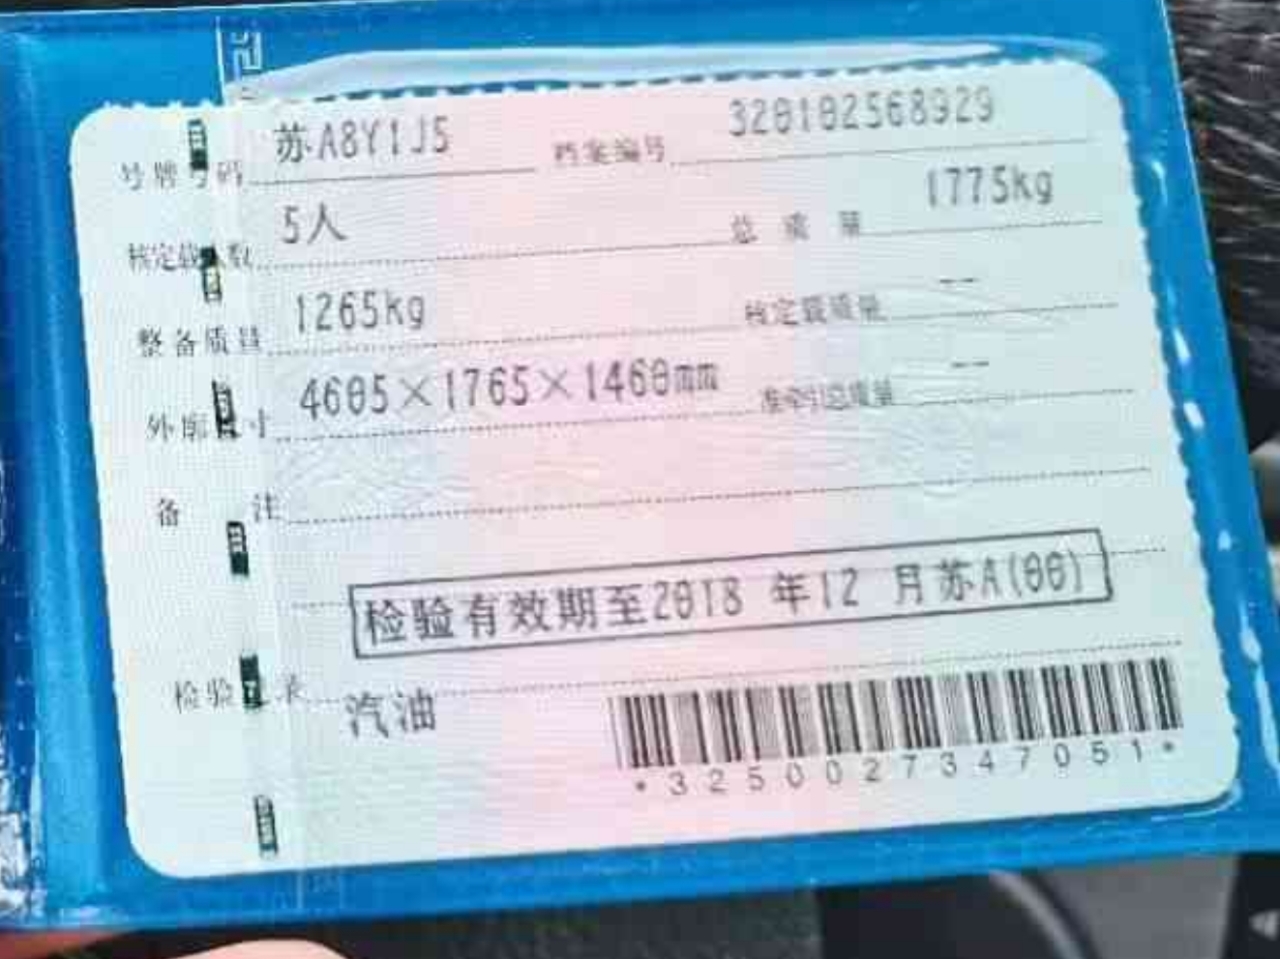 号牌号码 苏A8Y1J5 档案编号 320102568929
核定载人数 5人 总质量 1775kg
整备质量 1265kg 核定载质量 --
外廓尺寸 4605×1765×1460mm 准牵引总质量 --
备注
检验有效期至2018 年12 月苏A(00)
检验记录 汽油
*3250027347051*